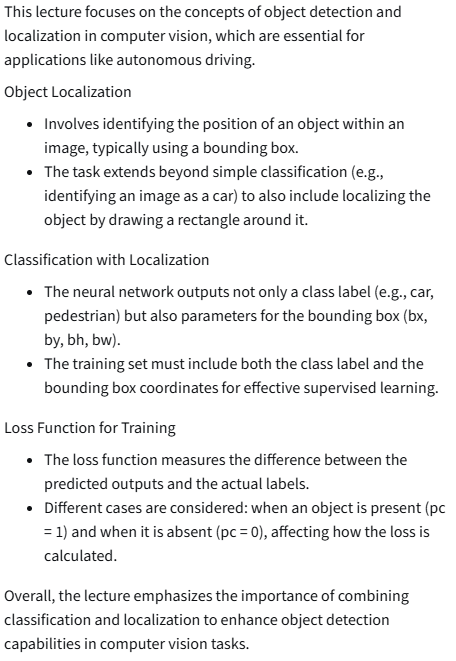 This lecture focuses on the concepts of object detection and
localization in computer vision, which are essential for
applications like autonomous driving.
Object Localization
• Involves identifying the position of an object within an
image, typically using a bounding box.
• The task extends beyond simple classification (e.g.,
identifying an image as a car) to also include localizing the
object by drawing a rectangle around it.
Classification with Localization
• The neural network outputs not only a class label (e.g., car,
pedestrian) but also parameters for the bounding box (bx,
by, bh, bw).
• The training set must include both the class label and the
bounding box coordinates for effective supervised learning.
Loss Function for Training
• The loss function measures the difference between the
predicted outputs and the actual labels.
• Different cases are considered: when an object is present (pc
= 1) and when it is absent (pc = 0), affecting how the loss is
calculated.
Overall, the lecture emphasizes the importance of combining
classification and localization to enhance object detection
capabilities in computer vision tasks.